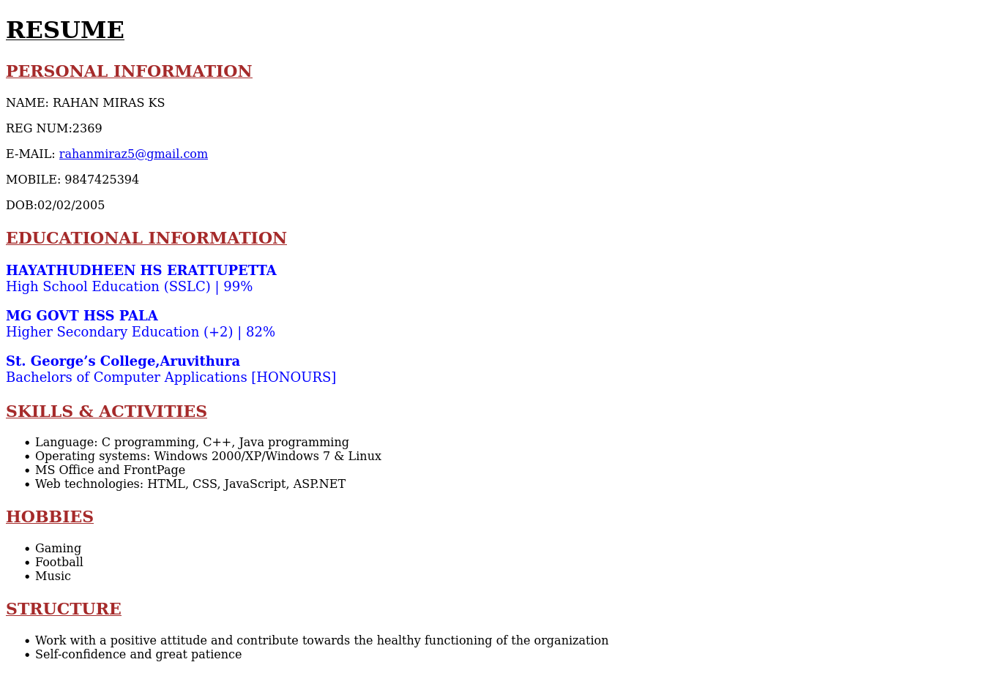 RESUME
PERSONAL INFORMATION
NAME: RAHAN MIRAS KS
REG NUM:2369
E-MAIL: rahanmiraz5@gmail.com
MOBILE: 9847425394
DOB:02/02/2005
EDUCATIONAL INFORMATION
HAYATHUDHEEN HS ERATTUPETTA
High School Education (SSLC) | 99%
MG GOVT HSS PALA
Higher Secondary Education (+2) | 82%
St. George’s College,Aruvithura
Bachelors of Computer Applications [HONOURS]
SKILLS & ACTIVITIES
• Language: C programming, C++, Java programming
• Operating systems: Windows 2000/XP/Windows 7 & Linux
• MS Office and FrontPage
• Web technologies: HTML, CSS, JavaScript, ASP.NET
HOBBIES
• Gaming
• Football
• Music
STRUCTURE
• Work with a positive attitude and contribute towards the healthy functioning of the organization
• Self-confidence and great patience